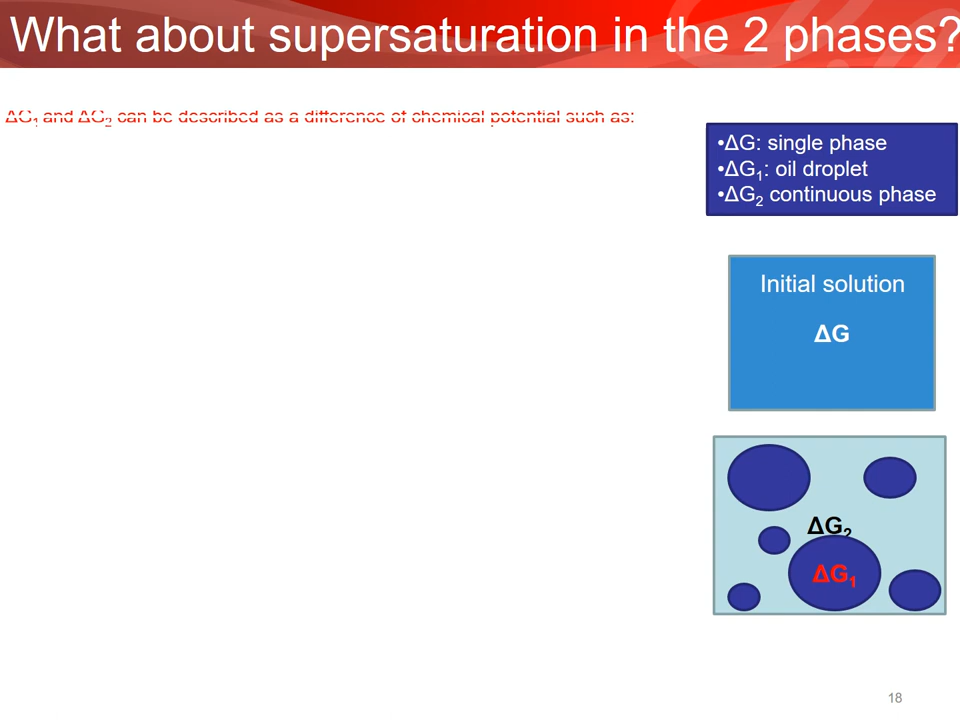 What about supersaturation in the 2 phases?
ΔG₁ and ΔG₂ can be described as a difference of chemical potential such as:
•ΔG: single phase
•ΔG₁: oil droplet
•ΔG₂ continuous phase
Initial solution
ΔG
ΔG₂
ΔG₁
18